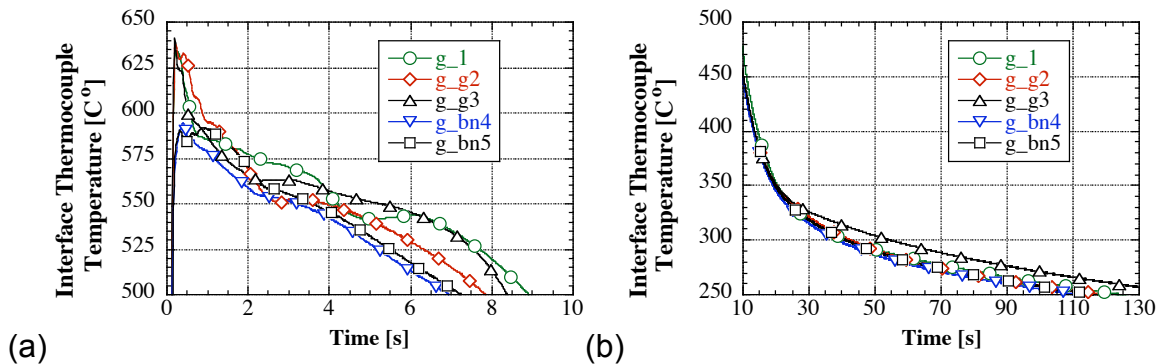 650
625
600
575
550
525
500
0 2 4 6 8 10
Interface Thermocouple
Temperature [C°]
Time [s]
g_1
g_g2
g_g3
g_bn4
g_bn5
(a)
500
450
400
350
300
250
10 30 50 70 90 110 130
Interface Thermocouple
Temperature [C°]
Time [s]
g_1
g_g2
g_g3
g_bn4
g_bn5
(b)